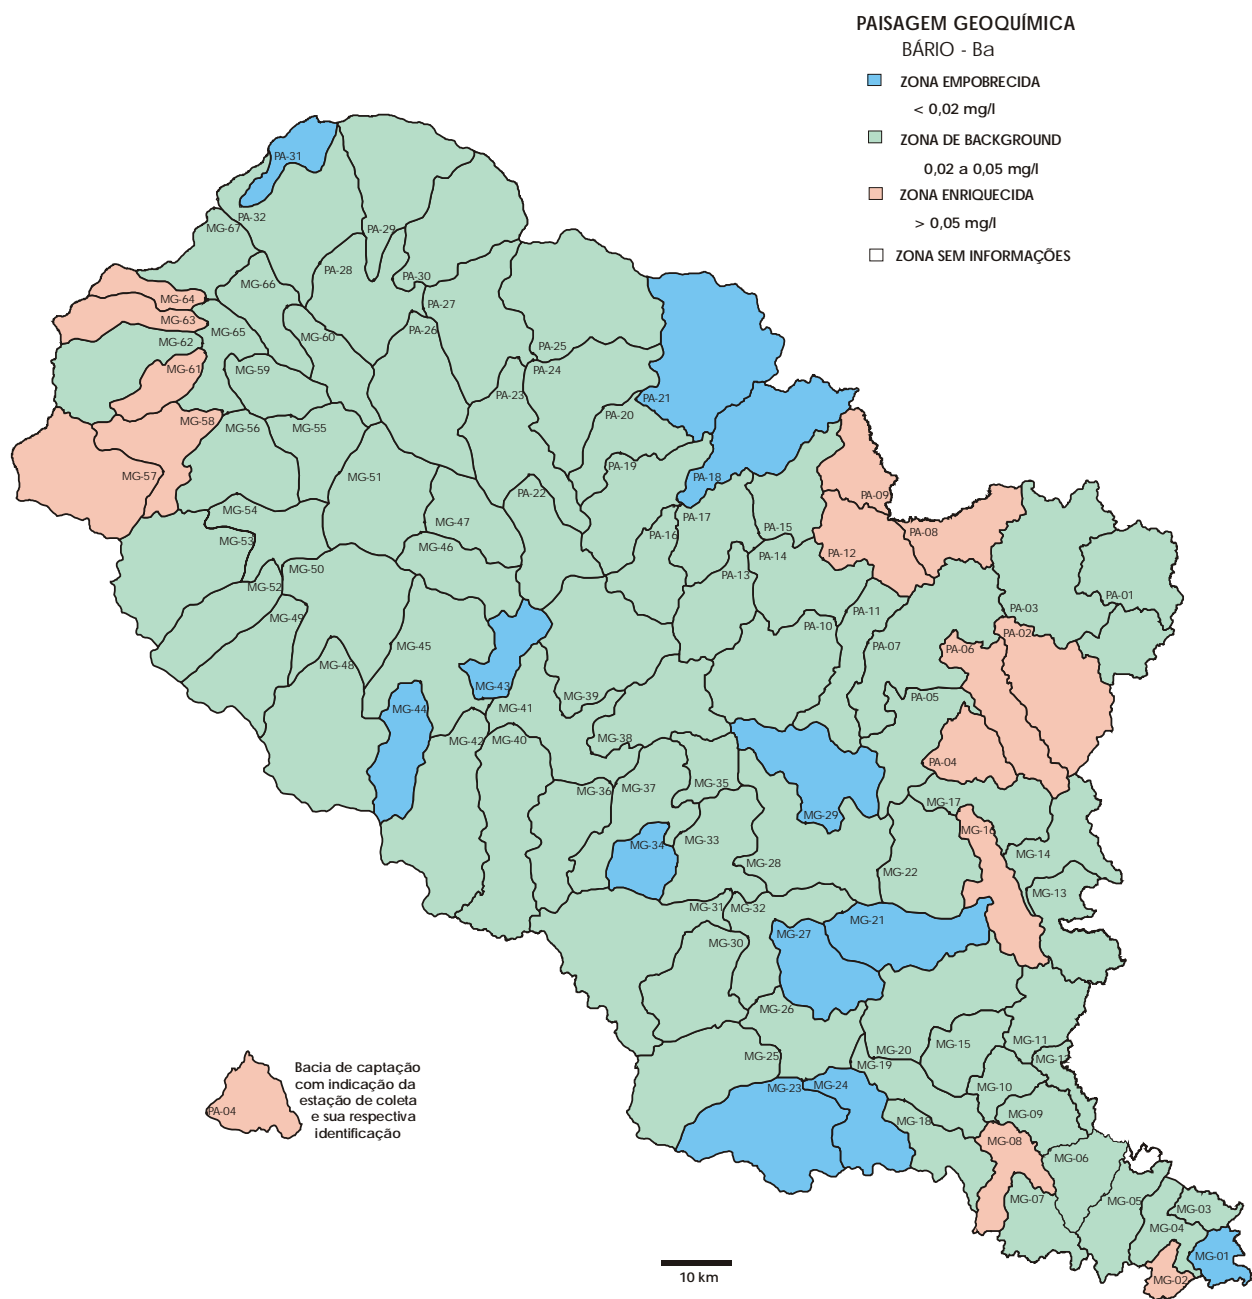 PAISAGEM GEOQUÍMICA
BÁRIO - Ba
ZONA EMPOBRECIDA
< 0,02 mg/l
ZONA DE BACKGROUND
0,02 a 0,05 mg/l
ZONA ENRIQUECIDA
> 0,05 mg/l
ZONA SEM INFORMAÇÕES
PA-31
PA-32
MG-67
PA-29
PA-28
PA-30
MG-66
MG-64
PA-27
MG-63
PA-26
MG-65
MG-60
MG-62
PA-25
MG-61
MG-59
PA-24
PA-23
PA-21
PA-20
MG-58
MG-56
MG-55
PA-19
MG-57
MG-51
PA-18
PA-22
PA-09
MG-54
MG-47
PA-17
PA-15
PA-16
PA-08
MG-53
MG-46
PA-14
PA-12
MG-50
PA-13
MG-52
PA-01
PA-03
PA-11
MG-49
PA-10
PA-02
MG-45
PA-07
PA-06
MG-48
MG-43
MG-39
PA-05
MG-44
MG-41
MG-42
MG-40
MG-38
PA-04
MG-36
MG-37
MG-35
MG-17
MG-29
MG-16
MG-34
MG-33
MG-14
MG-28
MG-22
MG-13
MG-31
MG-32
MG-21
MG-27
MG-30
MG-26
MG-11
MG-15
MG-20
MG-25
MG-12
MG-19
MG-23
MG-24
MG-10
MG-09
MG-18
MG-08
MG-06
MG-07
MG-05
MG-03
MG-04
MG-01
MG-02
PA-04
Bacia de captação
com indicação da
estação de coleta
e sua respectiva
identificação
10 km